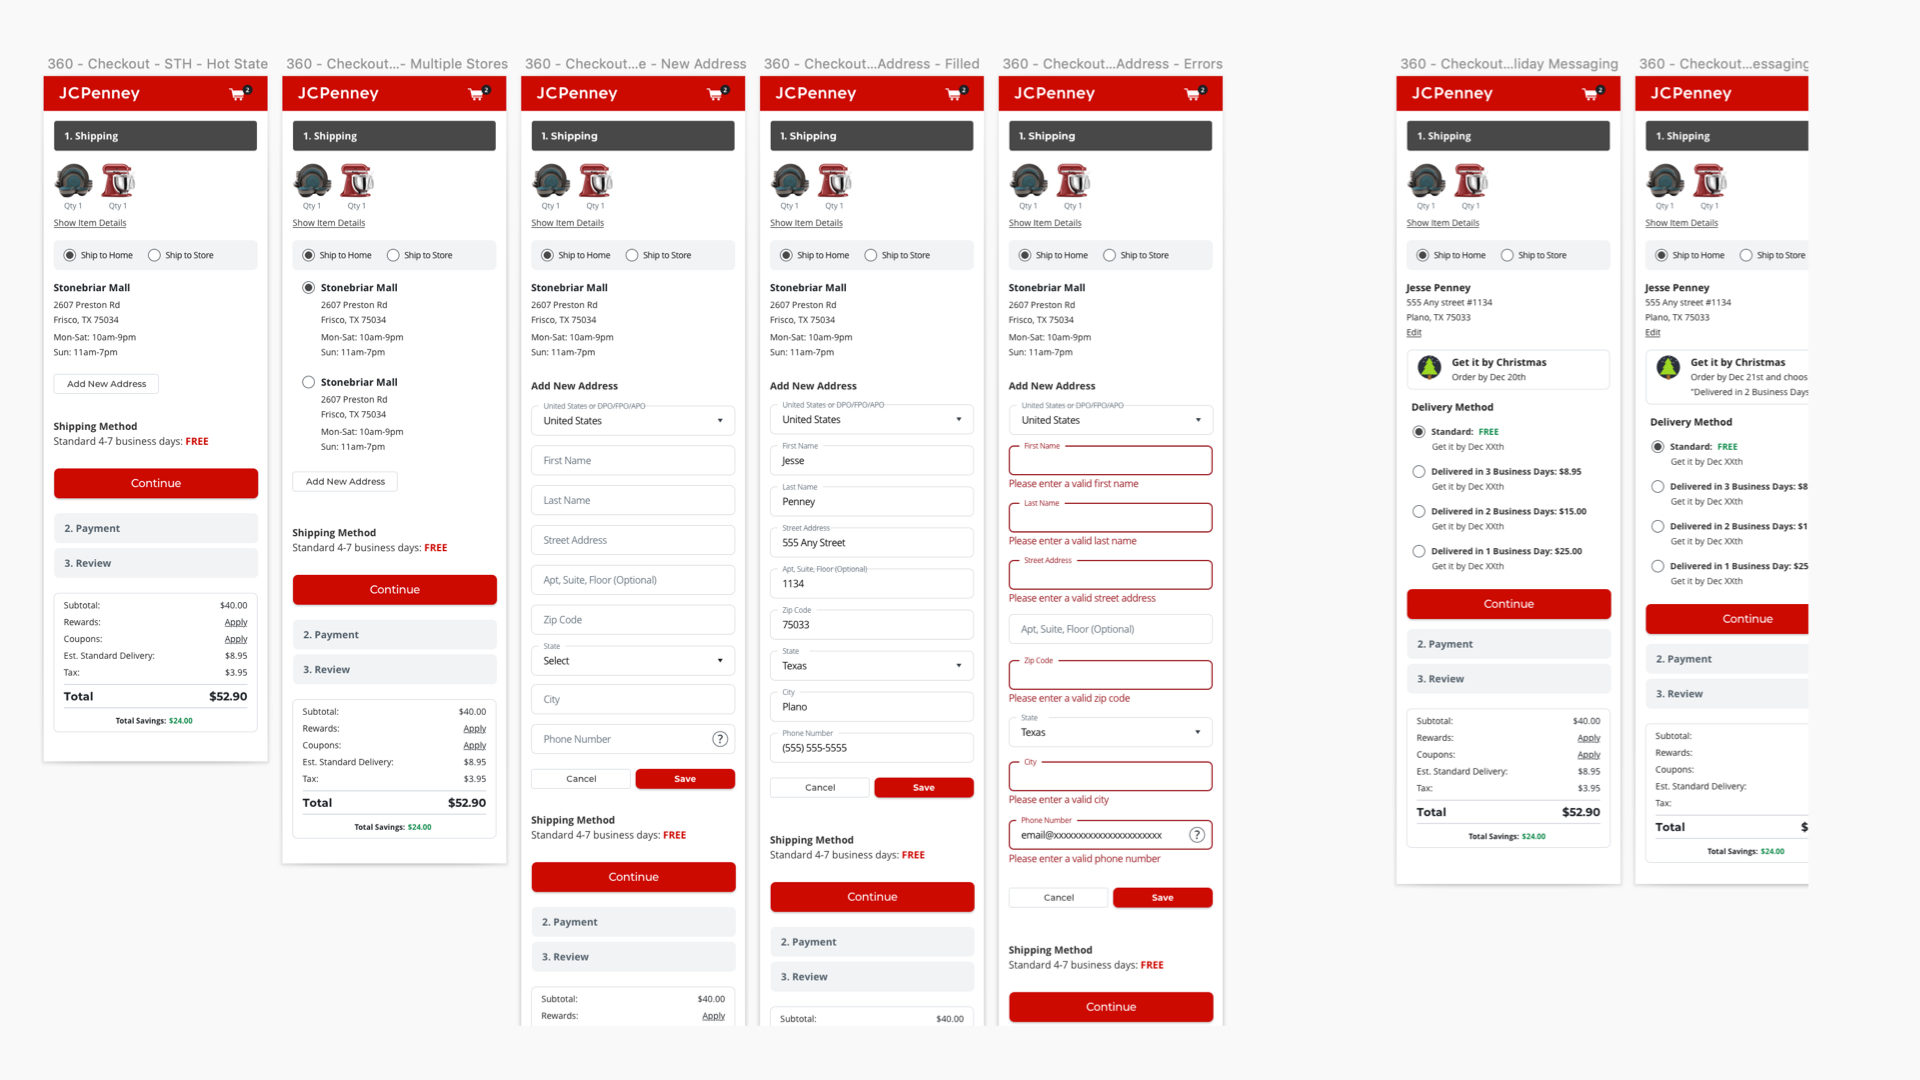 360 - Checkout - STH - Hot State
JCPenney
2
1. Shipping
Qty 1
Qty 1
Show Item Details
Ship to Home
Ship to Store
Stonebriar Mall
2607 Preston Rd
Frisco, TX 75034
Mon-Sat: 10am-9pm
Sun: 11am-7pm
Add New Address
Shipping Method
Standard 4-7 business days: FREE
Continue
2. Payment
3. Review
Subtotal: $40.00
Rewards: Apply
Coupons: Apply
Est. Standard Delivery: $8.95
Tax: $3.95
Total $52.90
Total Savings: $24.00
360 - Checkout...- Multiple Stores
JCPenney
2
1. Shipping
Qty 1
Qty 1
Show Item Details
Ship to Home
Ship to Store
Stonebriar Mall
2607 Preston Rd
Frisco, TX 75034
Mon-Sat: 10am-9pm
Sun: 11am-7pm
Stonebriar Mall
2607 Preston Rd
Frisco, TX 75034
Mon-Sat: 10am-9pm
Sun: 11am-7pm
Add New Address
Shipping Method
Standard 4-7 business days: FREE
Continue
2. Payment
3. Review
Subtotal: $40.00
Rewards: Apply
Coupons: Apply
Est. Standard Delivery: $8.95
Tax: $3.95
Total $52.90
Total Savings: $24.00
360 - Checkout...e - New Address
JCPenney
2
1. Shipping
Qty 1
Qty 1
Show Item Details
Ship to Home
Ship to Store
Stonebriar Mall
2607 Preston Rd
Frisco, TX 75034
Mon-Sat: 10am-9pm
Sun: 11am-7pm
Add New Address
United States or DPO/FPO/APO
United States
First Name
Last Name
Street Address
Apt, Suite, Floor (Optional)
Zip Code
State
Select
City
Phone Number ?
Cancel
Save
Shipping Method
Standard 4-7 business days: FREE
Continue
2. Payment
3. Review
Subtotal: $40.00
Rewards: Apply
360 - Checkout...Address - Filled
JCPenney
2
1. Shipping
Qty 1
Qty 1
Show Item Details
Ship to Home
Ship to Store
Stonebriar Mall
2607 Preston Rd
Frisco, TX 75034
Mon-Sat: 10am-9pm
Sun: 11am-7pm
Add New Address
United States or DPO/FPO/APO
United States
First Name
Jesse
Last Name
Penney
Street Address
555 Any Street
Apt, Suite, Floor (Optional)
1134
Zip Code
75033
State
Texas
City
Plano
Phone Number
(555) 555-5555
Cancel
Save
Shipping Method
Standard 4-7 business days: FREE
Continue
2. Payment
3. Review
Subtotal: $40.00
360 - Checkout...Address - Errors
JCPenney
2
1. Shipping
Qty 1
Qty 1
Show Item Details
Ship to Home
Ship to Store
Stonebriar Mall
2607 Preston Rd
Frisco, TX 75034
Mon-Sat: 10am-9pm
Sun: 11am-7pm
Add New Address
United States or DPO/FPO/APO
United States
First Name
Please enter a valid first name
Last Name
Please enter a valid last name
Street Address
Please enter a valid street address
Apt, Suite, Floor (Optional)
Zip Code
Please enter a valid zip code
State
Texas
City
Please enter a valid city
Phone Number
email@xxxxxxxxxxxxxxxxxxxxxx ?
Please enter a valid phone number
Cancel
Save
Shipping Method
Standard 4-7 business days: FREE
Continue
360 - Checkout...liday Messaging
JCPenney
2
1. Shipping
Qty 1
Qty 1
Show Item Details
Ship to Home
Ship to Store
Jesse Penney
555 Any street #1134
Plano, TX 75033
Edit
Get it by Christmas
Order by Dec 20th
Delivery Method
Standard: FREE
Get it by Dec XXth
Delivered in 3 Business Days: $8.95
Get it by Dec XXth
Delivered in 2 Business Days: $15.00
Get it by Dec XXth
Delivered in 1 Business Day: $25.00
Get it by Dec XXth
Continue
2. Payment
3. Review
Subtotal: $40.00
Rewards: Apply
Coupons: Apply
Est. Standard Delivery: $8.95
Tax: $3.95
Total $52.90
Total Savings: $24.00
360 - Checkout...essaging
JCPenney
1. Shipping
Qty 1
Qty 1
Show Item Details
Ship to Home
Ship to Store
Jesse Penney
555 Any street #1134
Plano, TX 75033
Edit
Get it by Christmas
Order by Dec 21st and choos
"Delivered in 2 Business Days
Delivery Method
Standard: FREE
Get it by Dec XXth
Delivered in 3 Business Days: $8
Get it by Dec XXth
Delivered in 2 Business Days: $1
Get it by Dec XXth
Delivered in 1 Business Day: $25
Get it by Dec XXth
Continue
2. Payment
3. Review
Subtotal:
Rewards:
Coupons:
Est. Standard Delivery:
Tax:
Total $
Total Savings: $24.00